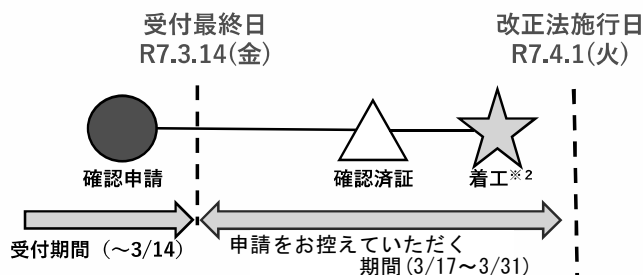 受付最終日
R7.3.14(金)
改正法施行日
R7.4.1(火)
確認申請
確認済証
着工※2
受付期間（～3/14）
申請をお控えていただく
期間(3/17～3/31)